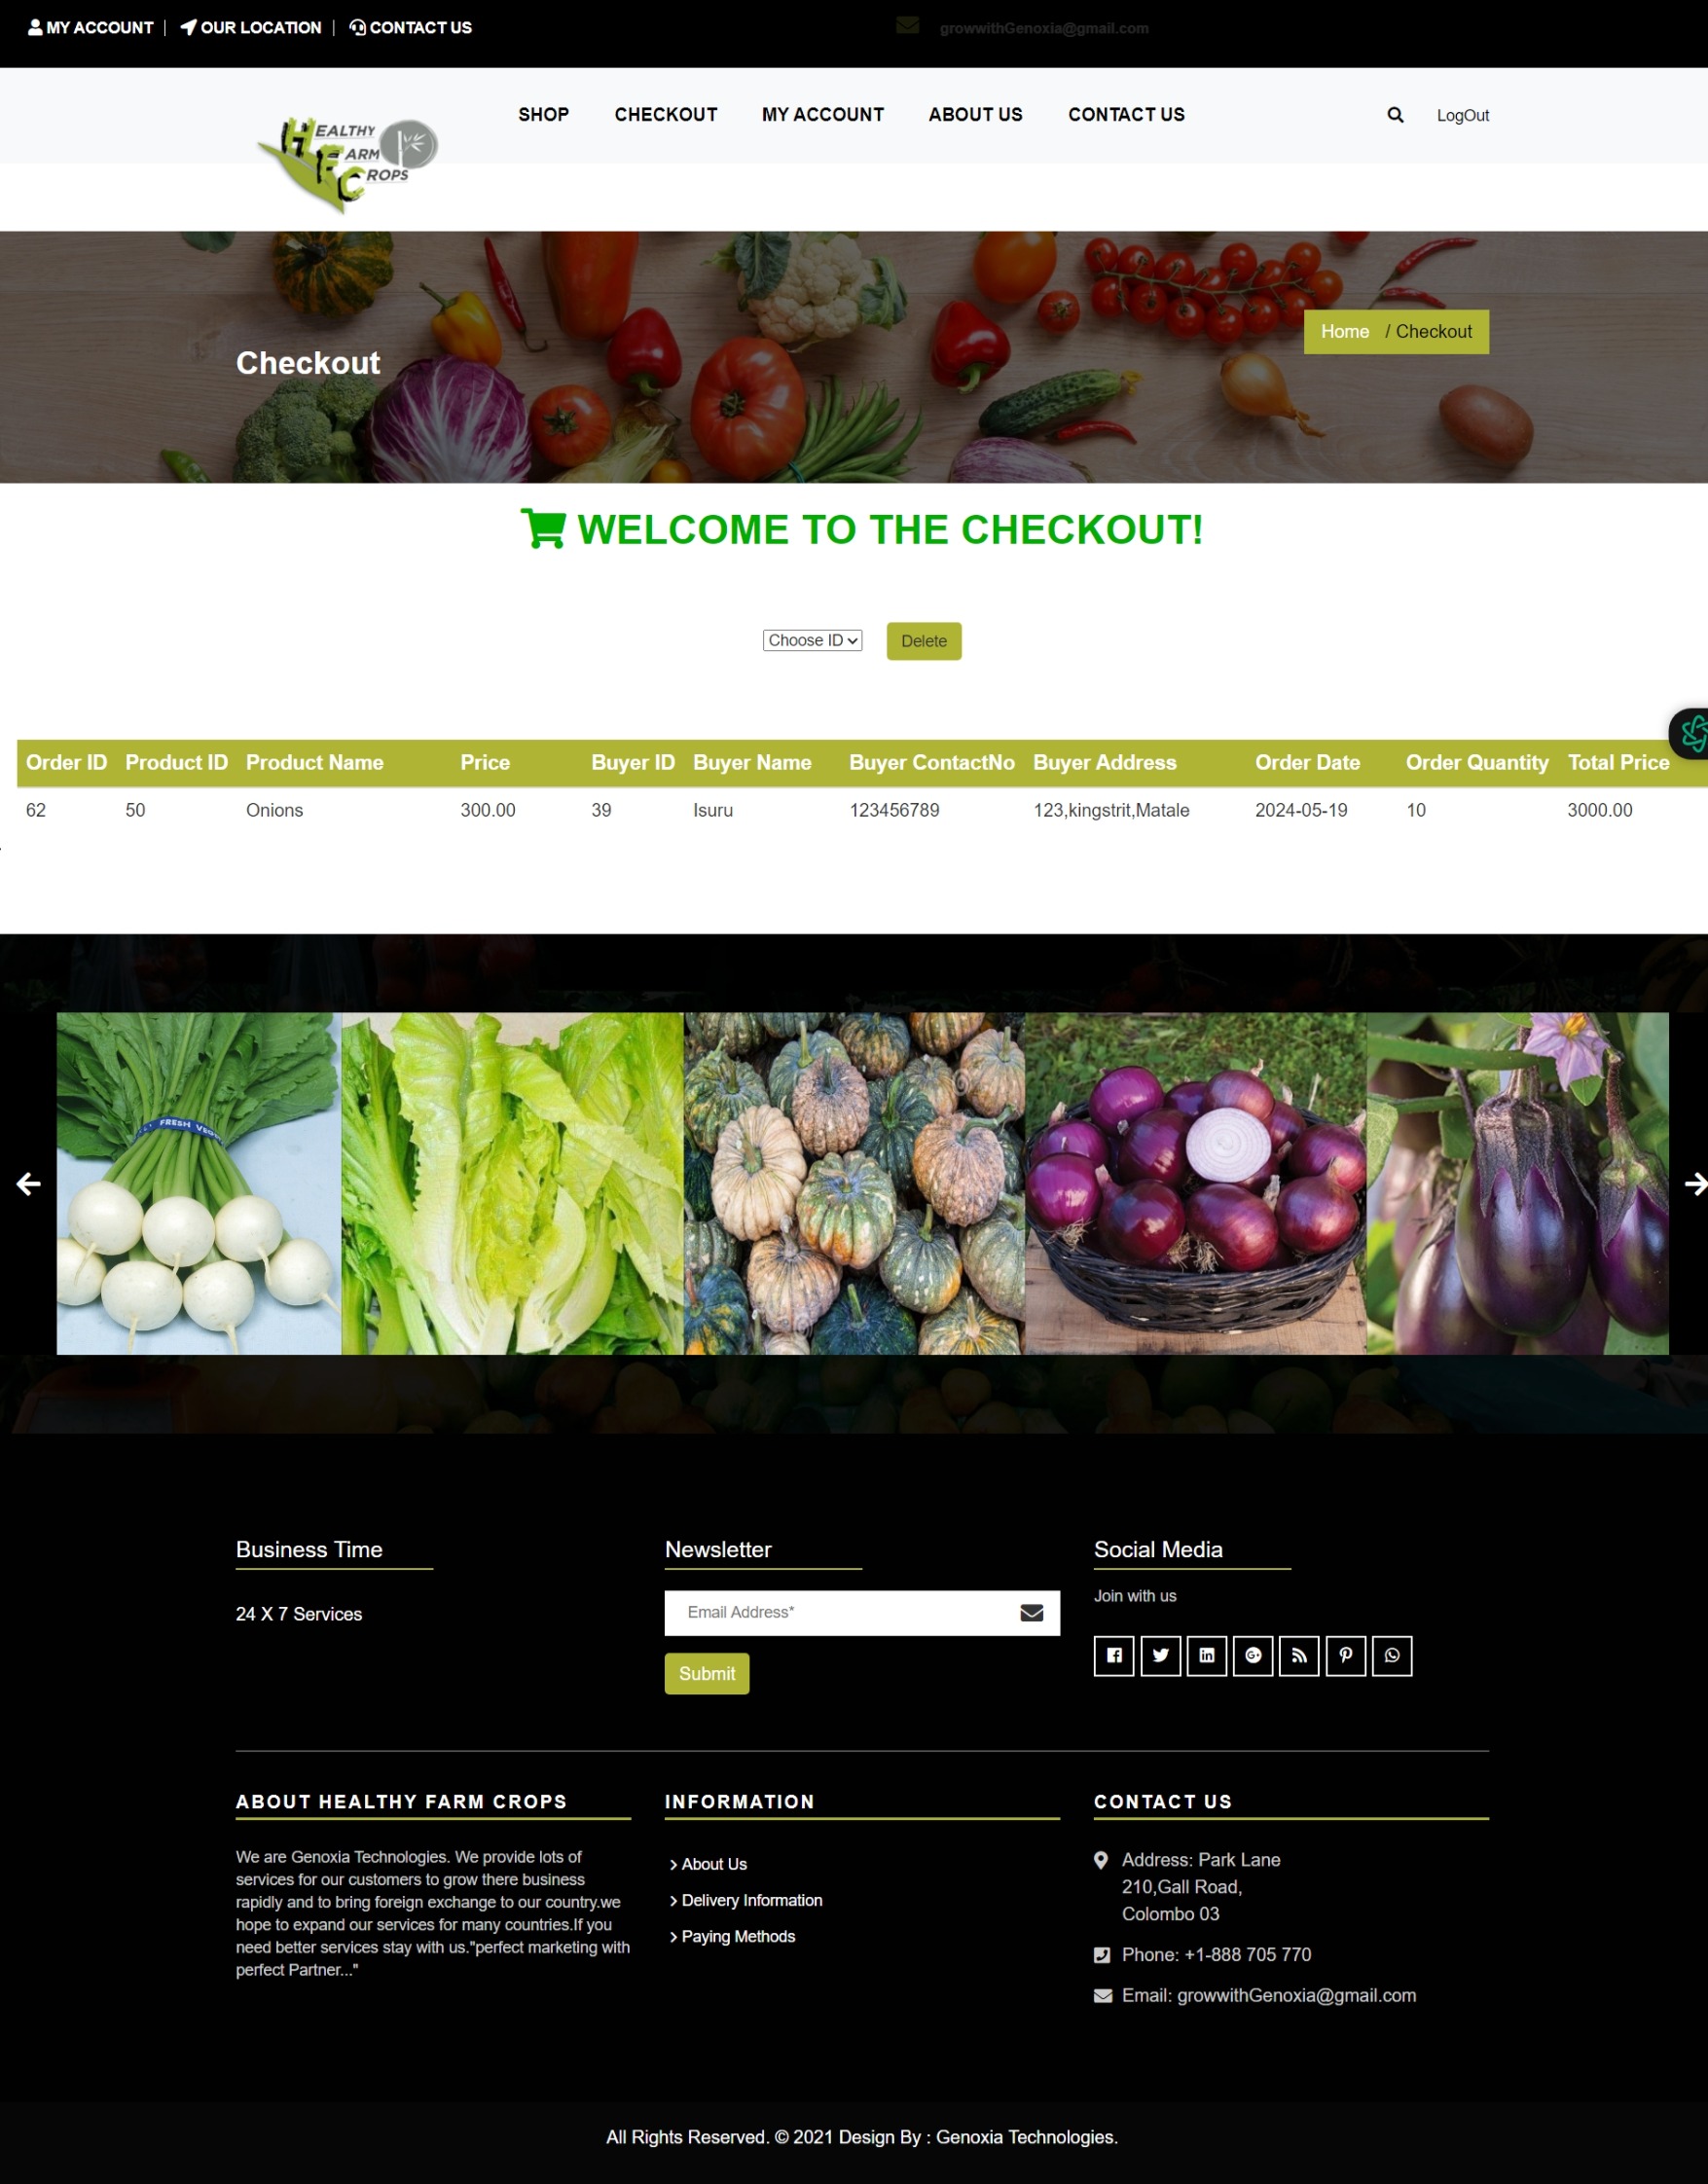 MY ACCOUNT | OUR LOCATION | CONTACT US
growwithGenoxia@gmail.com
HEALTHY
FARM
CROPS
SHOP CHECKOUT MY ACCOUNT ABOUT US CONTACT US LogOut
Home / Checkout
Checkout
WELCOME TO THE CHECKOUT!
Choose ID Delete
Order ID Product ID Product Name Price Buyer ID Buyer Name Buyer ContactNo Buyer Address Order Date Order Quantity Total Price
62 50 Onions 300.00 39 Isuru 123456789 123,kingstrit,Matale 2024-05-19 10 3000.00
FRESH
Business Time
24 X 7 Services
Newsletter
Email Address*
Submit
Social Media
Join with us
ABOUT HEALTHY FARM CROPS
We are Genoxia Technologies. We provide lots of
services for our customers to grow there business
rapidly and to bring foreign exchange to our country.we
hope to expand our services for many countries.If you
need better services stay with us."perfect marketing with
perfect Partner..."
INFORMATION
About Us
Delivery Information
Paying Methods
CONTACT US
Address: Park Lane
210,Gall Road,
Colombo 03
Phone: +1-888 705 770
Email: growwithGenoxia@gmail.com
All Rights Reserved. © 2021 Design By : Genoxia Technologies.